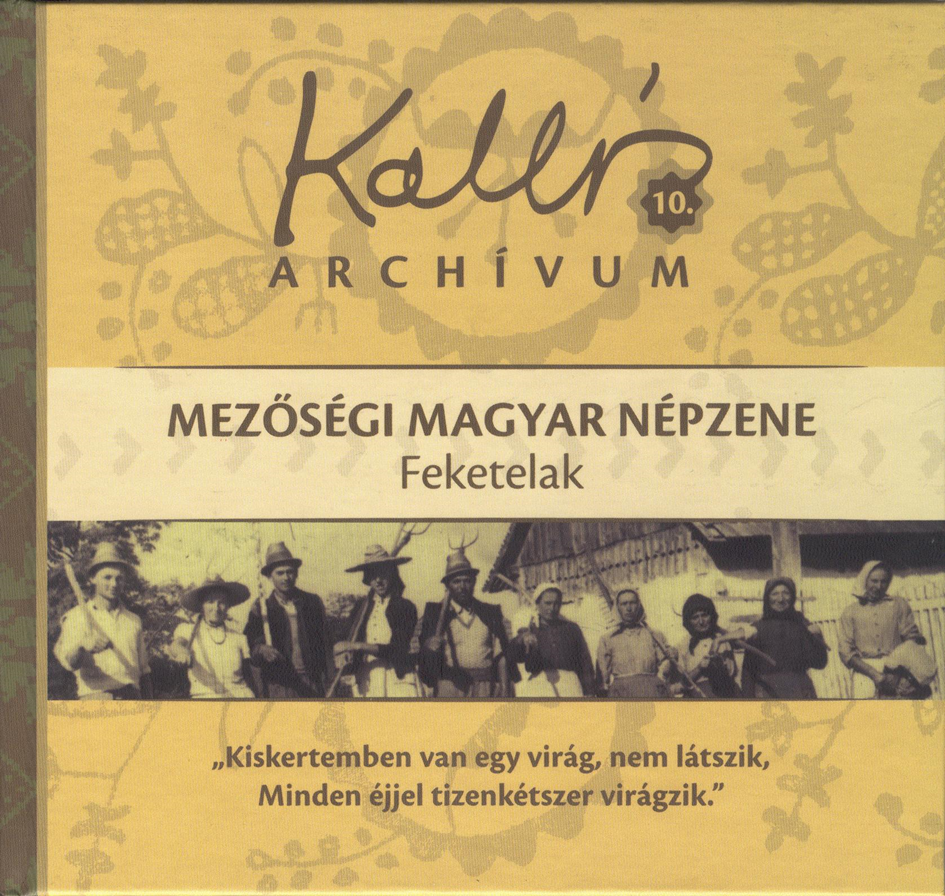 Kallós
10.
ARCHÍVUM
MEZŐSÉGI MAGYAR NÉPZENE
Feketelak
„Kiskertemben van egy virág, nem látszik,
Minden éjjel tizenkétszer virágzik.”